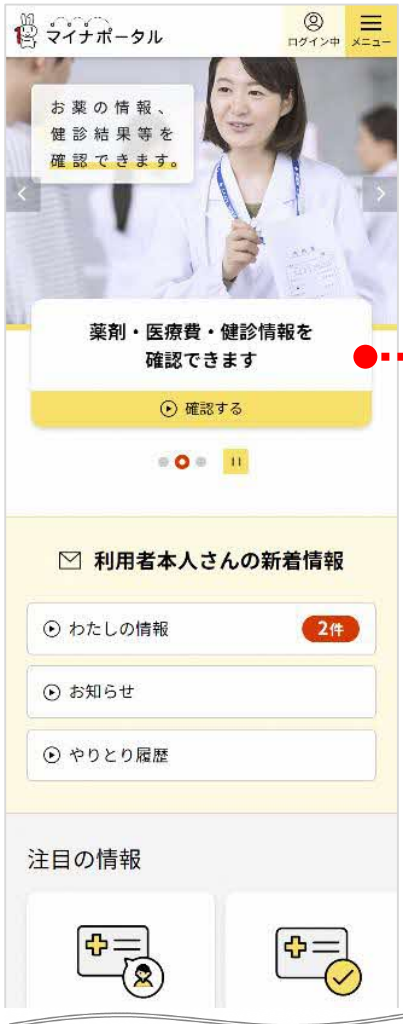 マイナポータル
ログイン中
メニュー
お薬の情報、
健診結果等を
確認できます。
薬剤・医療費・健診情報を
確認できます
確認する
利用者本人さんの新着情報
わたしの情報
2件
お知らせ
やりとり履歴
注目の情報